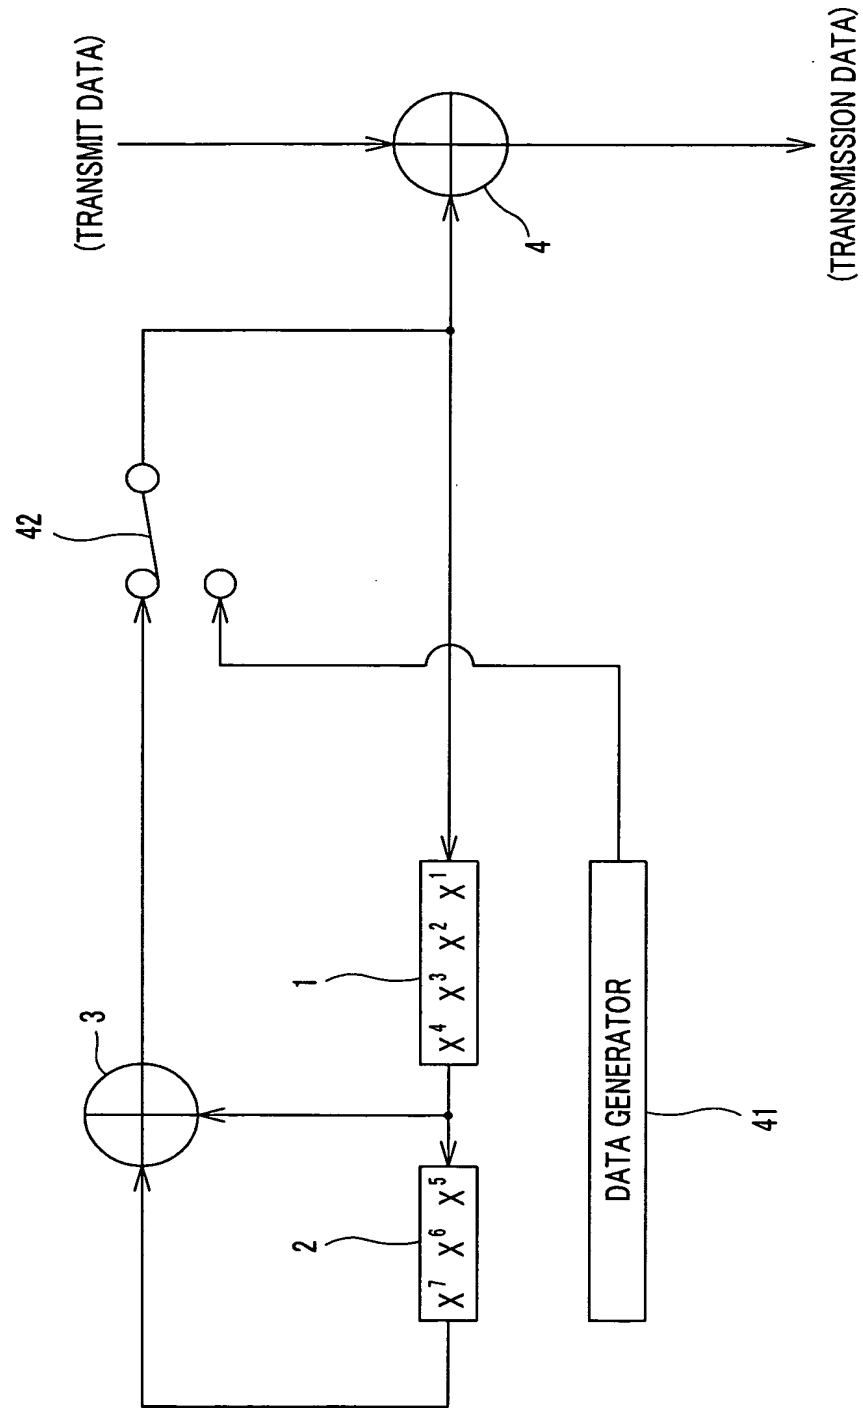 (TRANSMIT DATA)
42
3
4
1
X⁴ X³ X² X¹
2
X⁷ X⁶ X⁵
DATA GENERATOR
41
(TRANSMISSION DATA)